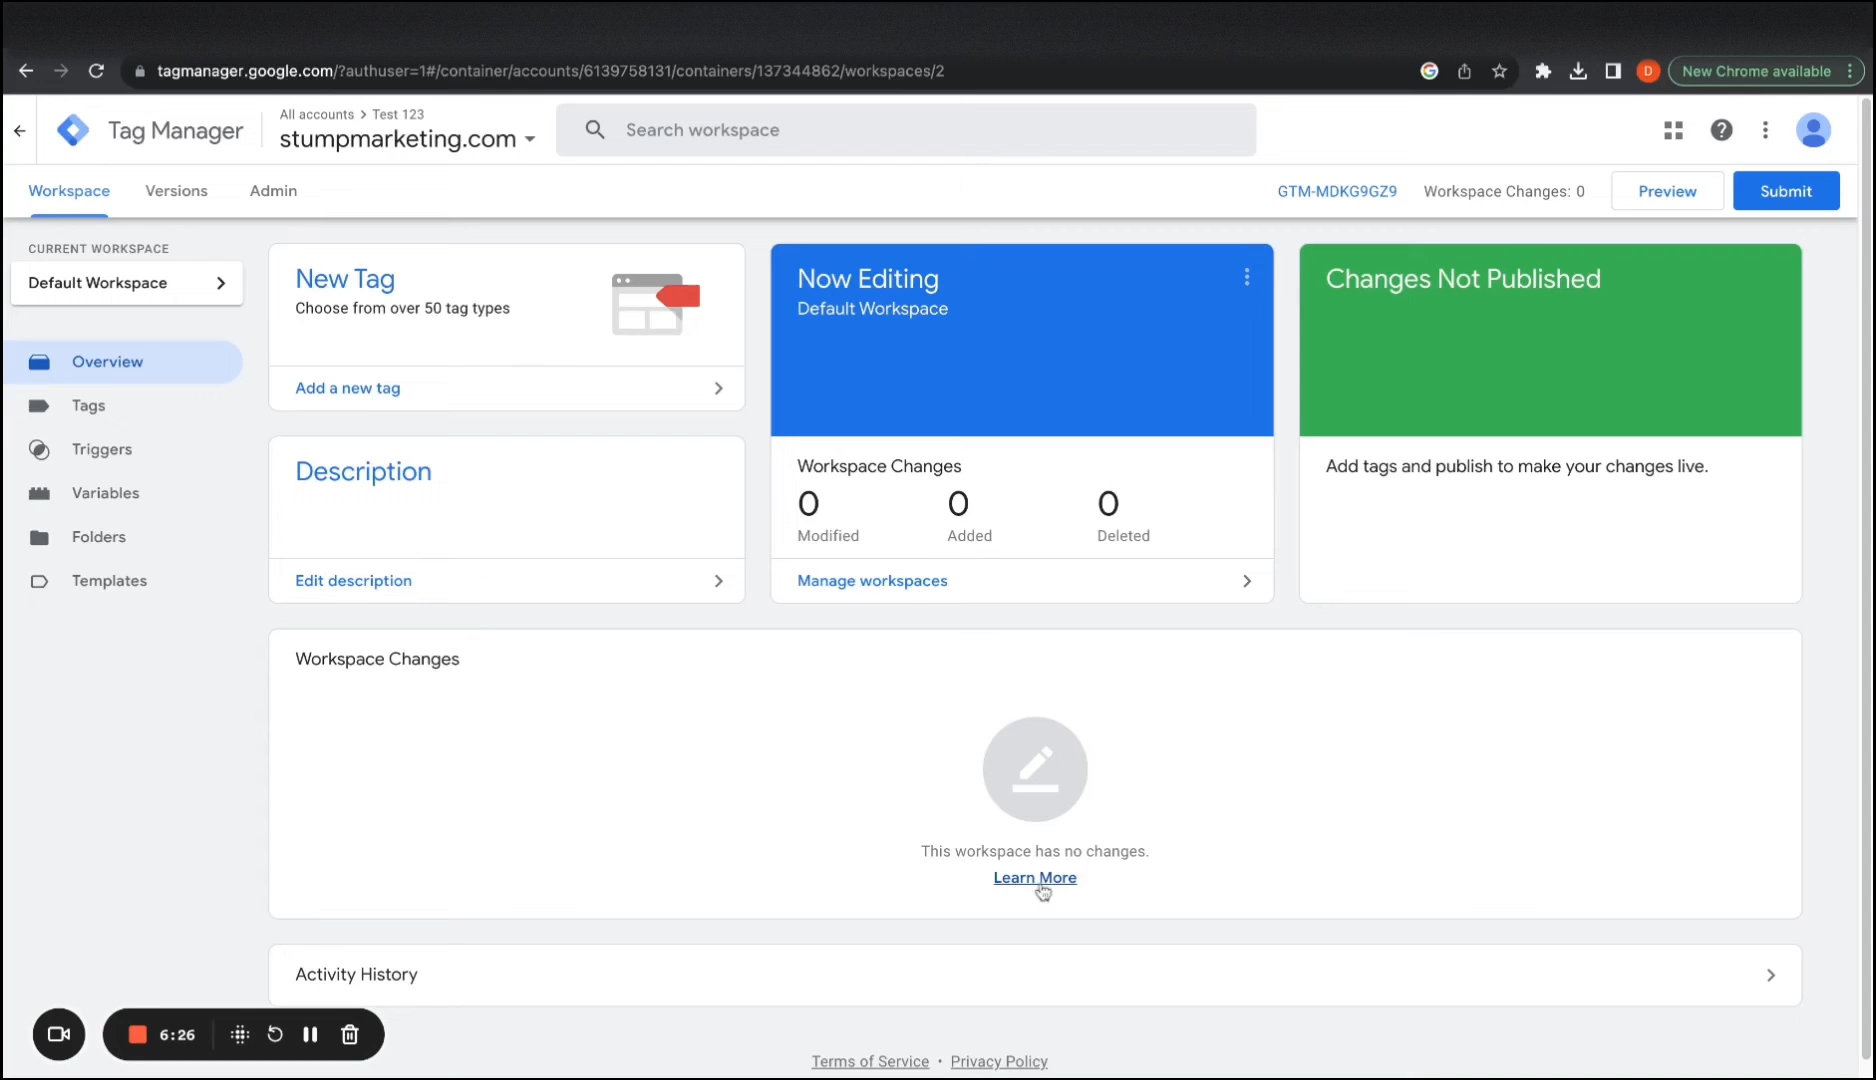 tagmanager.google.com/?authuser=1#/container/accounts/6139758131/containers/137344862/workspaces/2
D
New Chrome available
Tag Manager
All accounts > Test 123
stumpmarketing.com
Search workspace
Workspace
Versions
Admin
GTM-MDKG9GZ9
Workspace Changes: 0
Preview
Submit
CURRENT WORKSPACE
Default Workspace
Overview
Tags
Triggers
Variables
Folders
Templates
New Tag
Choose from over 50 tag types
Add a new tag
Description
Edit description
Now Editing
Default Workspace
Workspace Changes
0 0 0
Modified Added Deleted
Manage workspaces
Changes Not Published
Add tags and publish to make your changes live.
Workspace Changes
This workspace has no changes.
Learn More
Activity History
6:26
Terms of Service • Privacy Policy